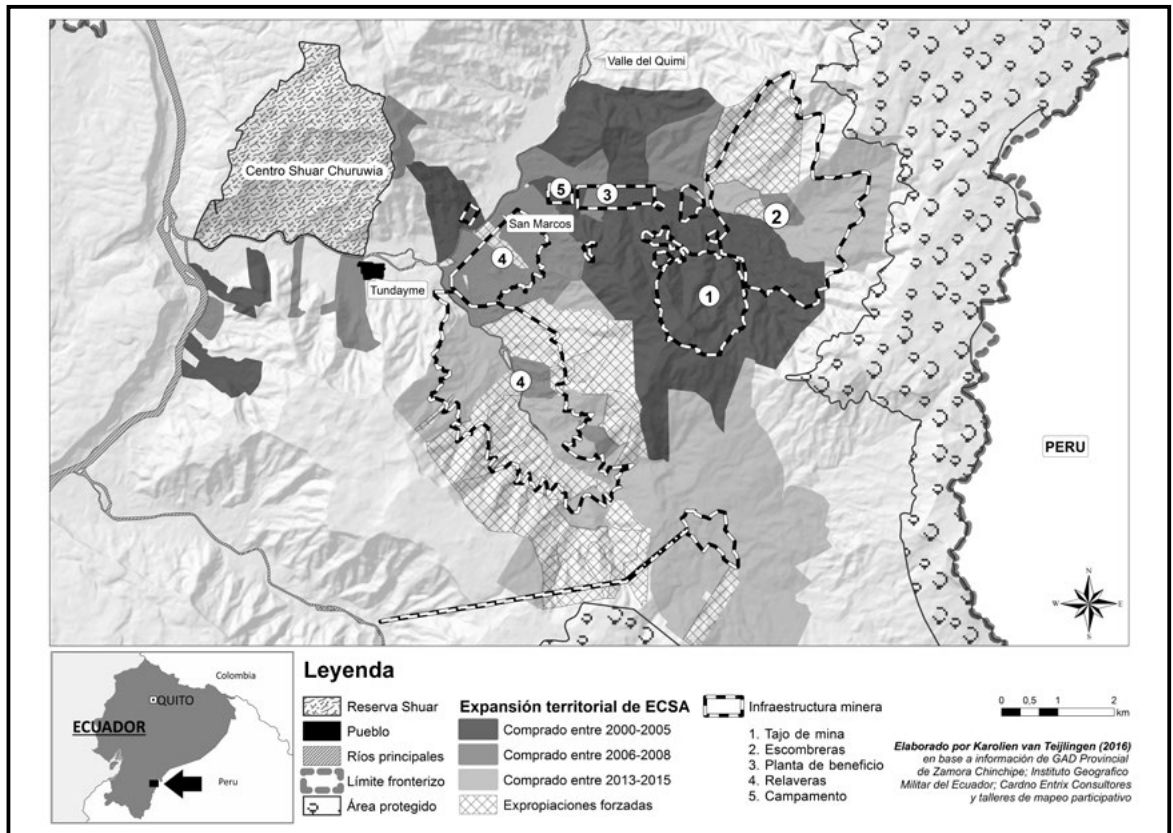 Valle del Quimi
Centro Shuar Churuwia
5
3
San Marcos
2
4
1
Tundayme
4
PERU
N
W
E
S
Colombia
QUITO
ECUADOR
Peru
Leyenda
Reserva Shuar
Pueblo
Ríos principales
Límite fronterizo
Área protegido
Expansión territorial de ECSA
Comprado entre 2000-2005
Comprado entre 2006-2008
Comprado entre 2013-2015
Expropiaciones forzadas
Infraestructura minera
1. Tajo de mina
2. Escombreras
3. Planta de beneficio
4. Relaveras
5. Campamento
0 0,5 1 2
km
Elaborado por Karolien van Teijlingen (2016)
en base a información de GAD Provincial
de Zamora Chinchipe; Instituto Geografico
Militar del Ecuador; Cardno Entrix Consultores
y talleres de mapeo participativo